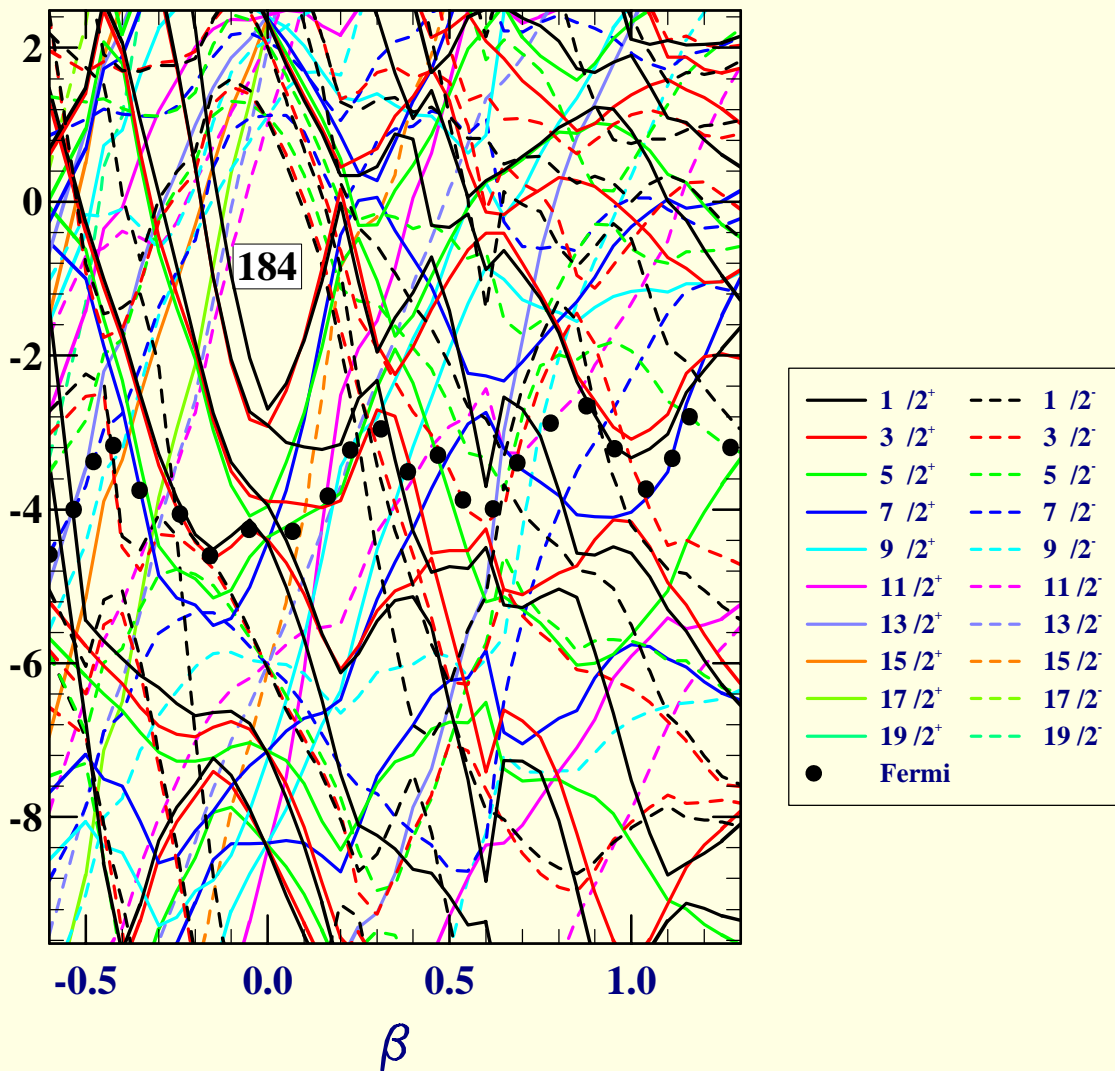 2
0
-2
-4
-6
-8
184
-0.5 0.0 0.5 1.0
β
1 /2+ 1 /2-
3 /2+ 3 /2-
5 /2+ 5 /2-
7 /2+ 7 /2-
9 /2+ 9 /2-
11 /2+ 11 /2-
13 /2+ 13 /2-
15 /2+ 15 /2-
17 /2+ 17 /2-
19 /2+ 19 /2-
Fermi